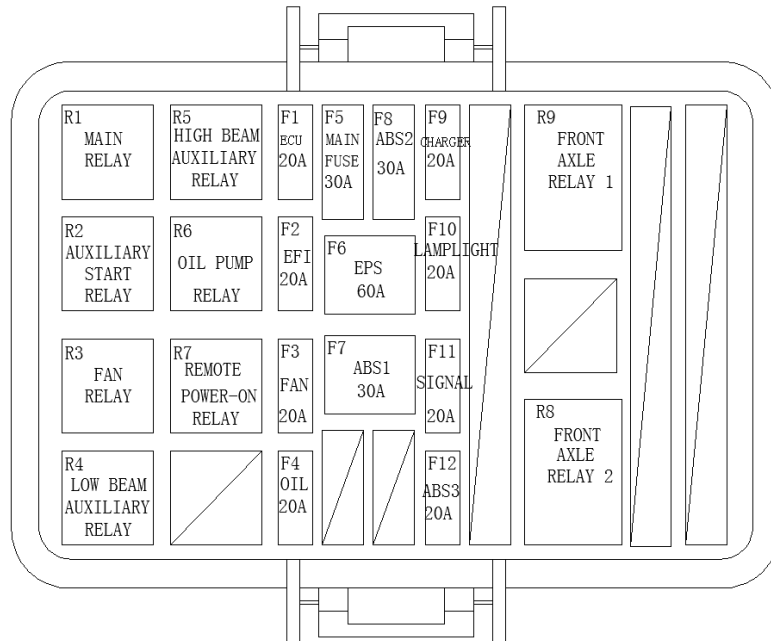 R1
MAIN
RELAY
R5
HIGH BEAM
AUXILIARY
RELAY
F1
ECU
20A
F5
MAIN
FUSE
30A
F8
ABS2
30A
F9
CHARGER
20A
R9
FRONT
AXLE
RELAY 1
R2
AUXILIARY
START
RELAY
R6
OIL PUMP
RELAY
F2
EFI
20A
F6
EPS
60A
F10
LAMPLIGHT
20A
R3
FAN
RELAY
R7
REMOTE
POWER-ON
RELAY
F3
FAN
20A
F7
ABS1
30A
F11
SIGNAL
20A
R8
FRONT
AXLE
RELAY 2
R4
LOW BEAM
AUXILIARY
RELAY
F4
OIL
20A
F12
ABS3
20A